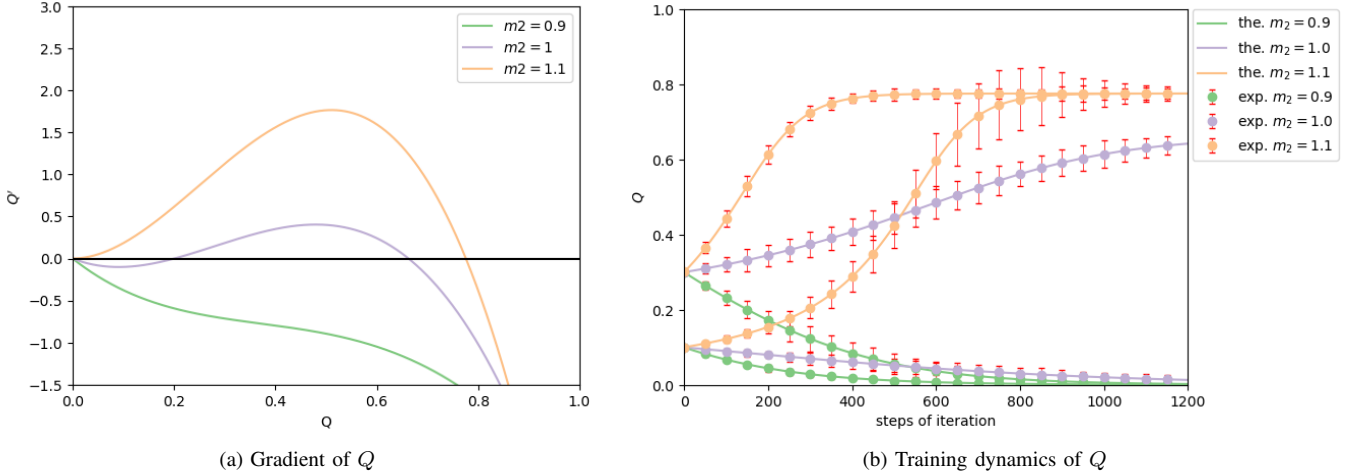 3.0
2.5
2.0
1.5
1.0
0.5
0.0
−0.5
−1.0
−1.5
Q′
0.0 0.2 0.4 0.6 0.8 1.0
Q
m2 = 0.9
m2 = 1
m2 = 1.1
(a) Gradient of Q
1.0
0.8
0.6
0.4
0.2
0.0
Q
0 200 400 600 800 1000 1200
steps of iteration
the. m₂ = 0.9
the. m₂ = 1.0
the. m₂ = 1.1
exp. m₂ = 0.9
exp. m₂ = 1.0
exp. m₂ = 1.1
(b) Training dynamics of Q